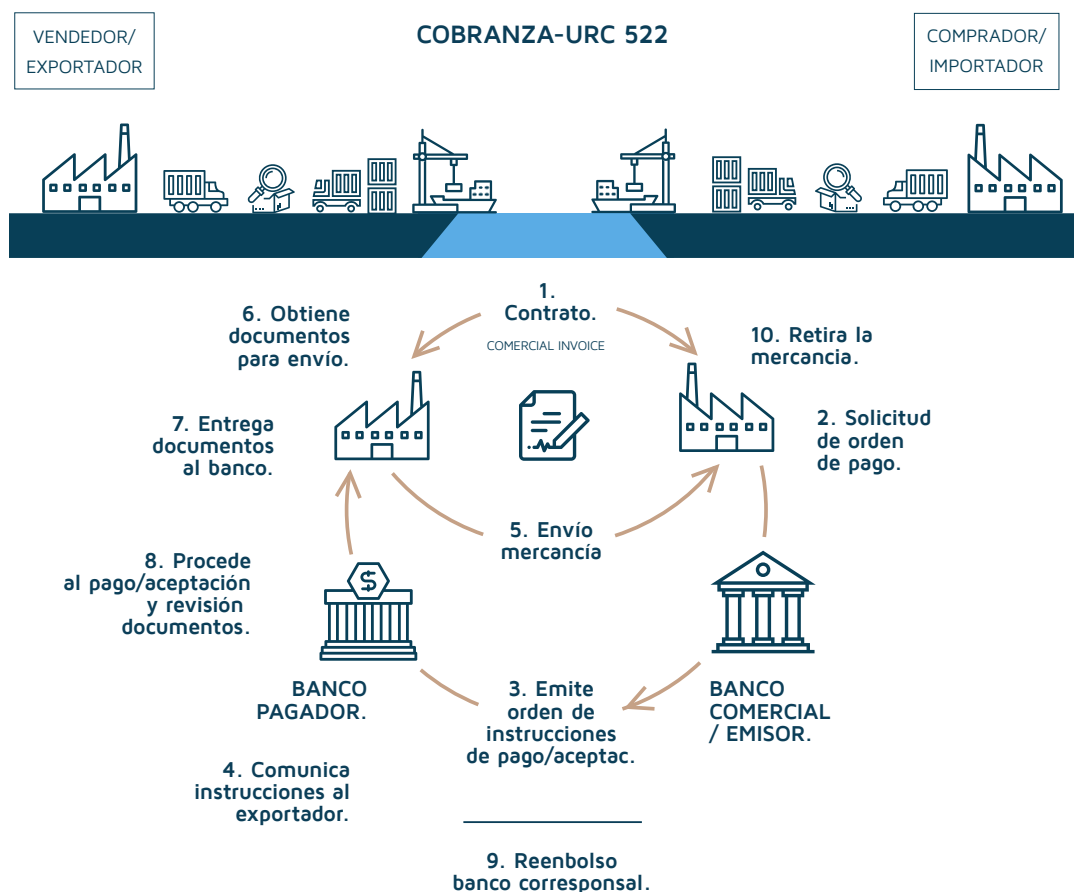 VENDEDOR/
EXPORTADOR
COBRANZA-URC 522
COMPRADOR/
IMPORTADOR
1.
Contrato.
COMERCIAL INVOICE
6. Obtiene
documentos
para envío.
10. Retira la
mercancia.
7. Entrega
documentos
al banco.
2. Solicitud
de orden
de pago.
5. Envío
mercancía
8. Procede
al pago/aceptación
y revisión
documentos.
$
BANCO
PAGADOR.
3. Emite
orden de
instrucciones
de pago/aceptac.
BANCO
COMERCIAL
/ EMISOR.
4. Comunica
instrucciones al
exportador.
9. Reenbolso
banco corresponsal.